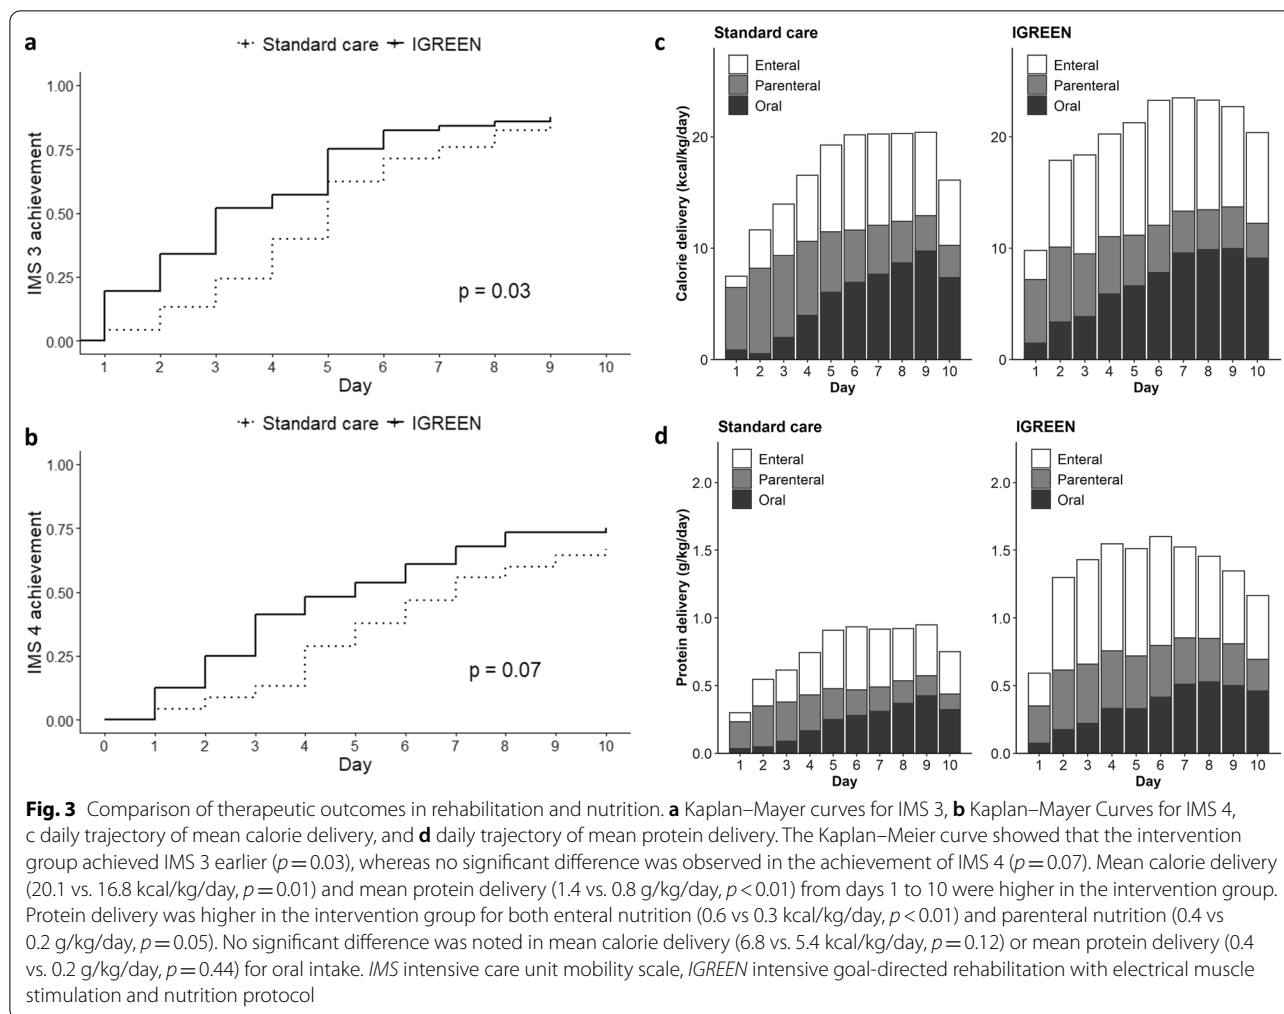 a
Standard care IGREEN
1.00
0.75
0.50
0.25
0.00
IMS 3 achievement
p = 0.03
1 2 3 4 5 6 7 8 9 10
Day
b
Standard care IGREEN
1.00
0.75
0.50
0.25
0.00
IMS 4 achievement
p = 0.07
0 1 2 3 4 5 6 7 8 9 10
Day
c
Standard care
Enteral
Parenteral
Oral
20
10
0
Calorie delivery (kcal/kg/day)
1 2 3 4 5 6 7 8 9 10
Day
IGREEN
Enteral
Parenteral
Oral
20
10
0
1 2 3 4 5 6 7 8 9 10
Day
d
Standard care
Enteral
Parenteral
Oral
2.0
1.5
1.0
0.5
0.0
Protein delivery (g/kg/day)
1 2 3 4 5 6 7 8 9 10
Day
IGREEN
Enteral
Parenteral
Oral
2.0
1.5
1.0
0.5
0.0
1 2 3 4 5 6 7 8 9 10
Day
Fig. 3 Comparison of therapeutic outcomes in rehabilitation and nutrition. a Kaplan–Mayer curves for IMS 3, b Kaplan–Mayer Curves for IMS 4,
c daily trajectory of mean calorie delivery, and d daily trajectory of mean protein delivery. The Kaplan–Meier curve showed that the intervention
group achieved IMS 3 earlier (p = 0.03), whereas no significant difference was observed in the achievement of IMS 4 (p = 0.07). Mean calorie delivery
(20.1 vs. 16.8 kcal/kg/day, p = 0.01) and mean protein delivery (1.4 vs. 0.8 g/kg/day, p < 0.01) from days 1 to 10 were higher in the intervention group.
Protein delivery was higher in the intervention group for both enteral nutrition (0.6 vs 0.3 kcal/kg/day, p < 0.01) and parenteral nutrition (0.4 vs
0.2 g/kg/day, p = 0.05). No significant difference was noted in mean calorie delivery (6.8 vs. 5.4 kcal/kg/day, p = 0.12) or mean protein delivery (0.4
vs. 0.2 g/kg/day, p = 0.44) for oral intake. IMS intensive care unit mobility scale, IGREEN intensive goal-directed rehabilitation with electrical muscle
stimulation and nutrition protocol